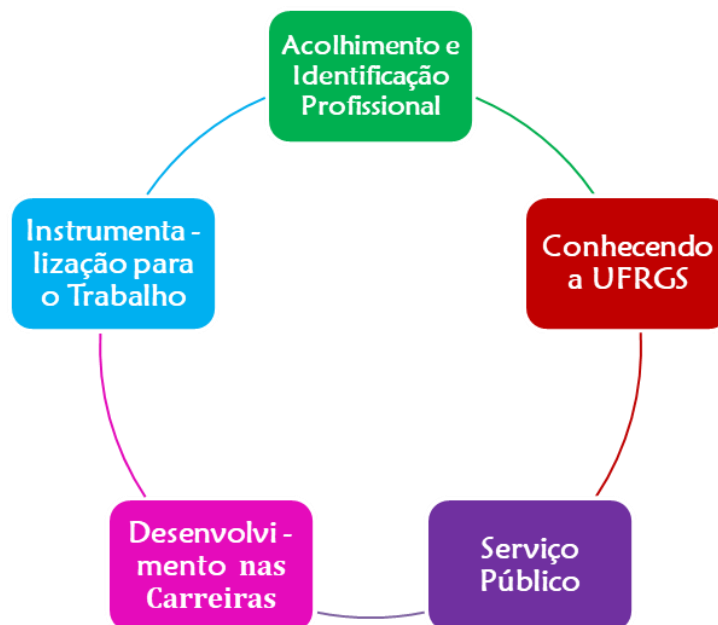 Acolhimento e
Identificação
Profissional
Conhecendo
a UFRGS
Serviço
Público
Desenvolvi -
mento nas
Carreiras
Instrumenta -
lização para
o Trabalho